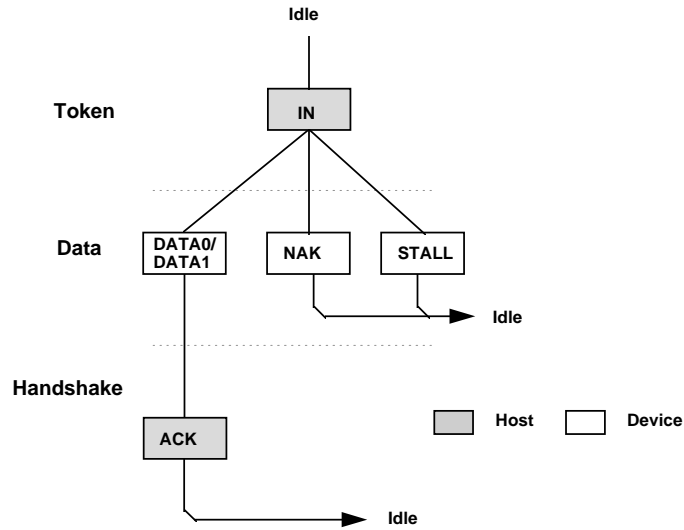 Idle
Token
IN
Data
DATA0/
DATA1
NAK
STALL
Idle
Handshake
ACK
Host
Device
Idle